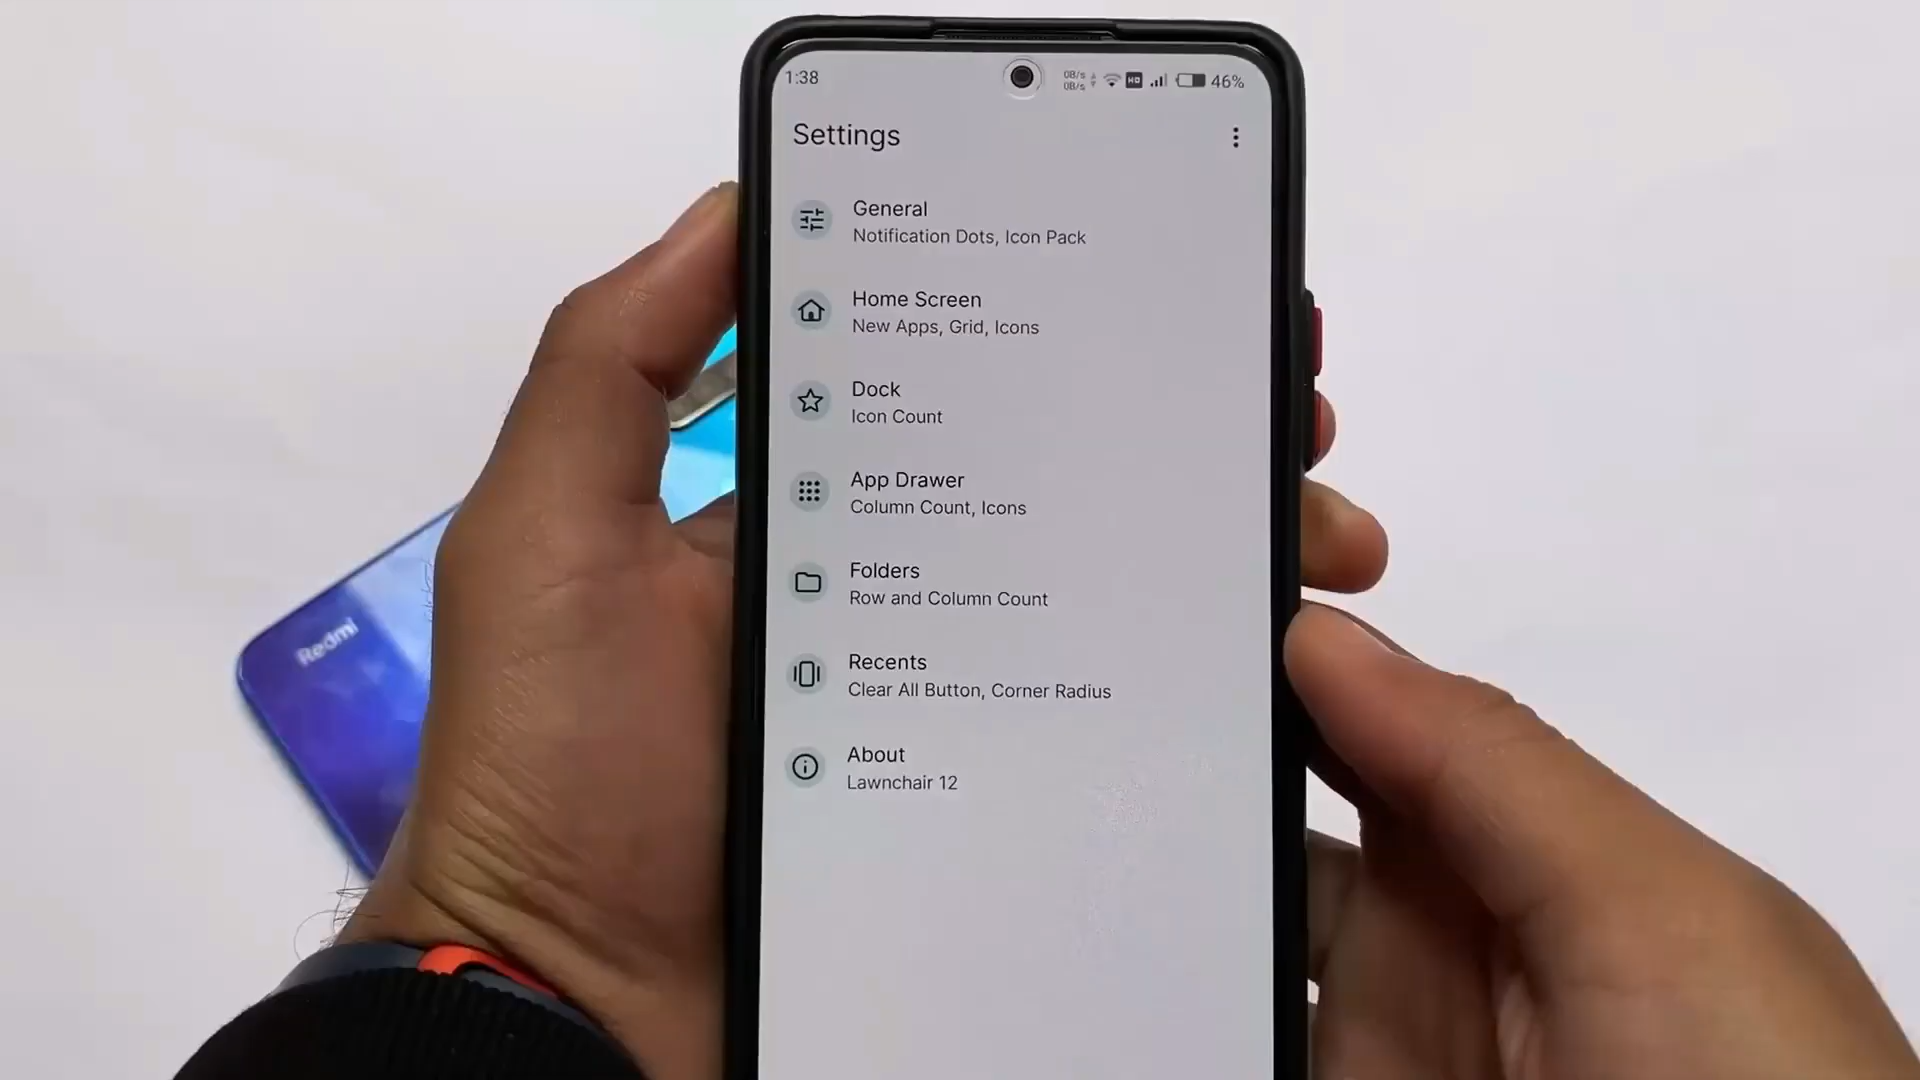 1:38
0B/s
0B/s
HD
46%
Settings
General
Notification Dots, Icon Pack
Home Screen
New Apps, Grid, Icons
Dock
Icon Count
App Drawer
Column Count, Icons
Folders
Row and Column Count
Recents
Clear All Button, Corner Radius
About
Lawnchair 12
Redmi